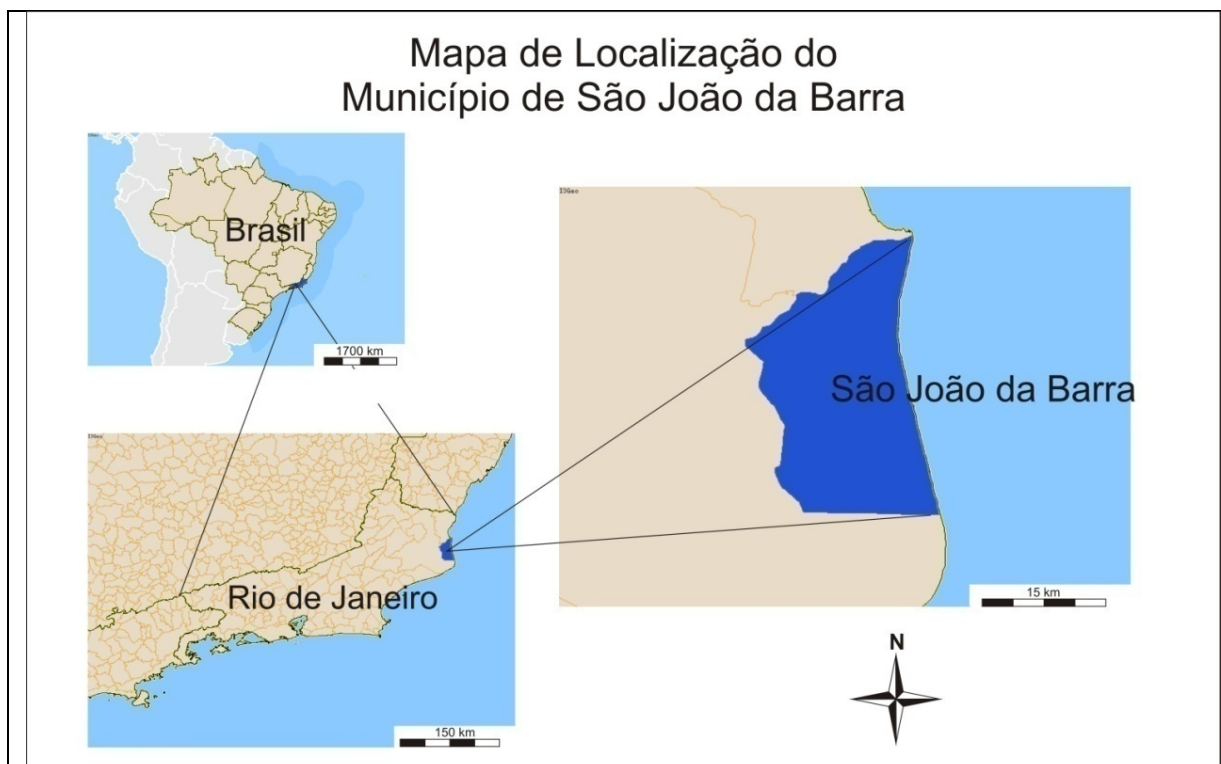 Mapa de Localização do
Município de São João da Barra
Brasil
1700 km
I3Geo
São João da Barra
15 km
Rio de Janeiro
150 km
N